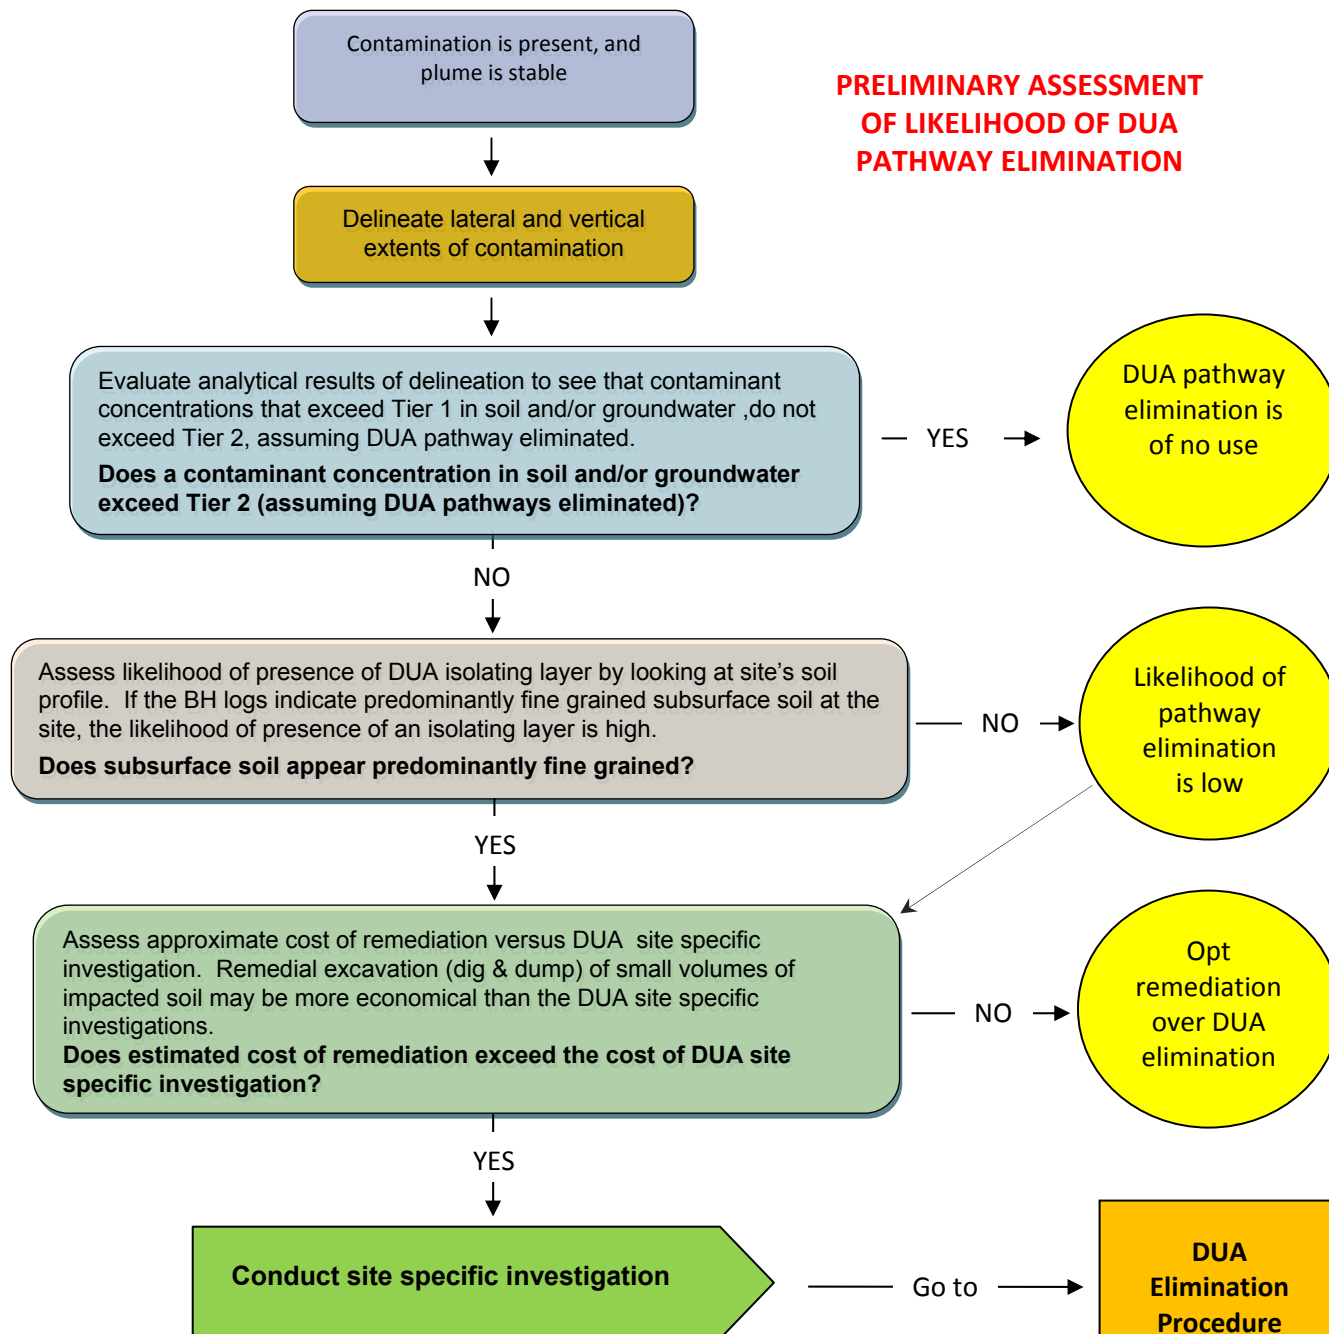 Contamination is present, and
plume is stable
PRELIMINARY ASSESSMENT
OF LIKELIHOOD OF DUA
PATHWAY ELIMINATION
Delineate lateral and vertical
extents of contamination
Evaluate analytical results of delineation to see that contaminant
concentrations that exceed Tier 1 in soil and/or groundwater ,do not
exceed Tier 2, assuming DUA pathway eliminated.
Does a contaminant concentration in soil and/or groundwater
exceed Tier 2 (assuming DUA pathways eliminated)?
YES
DUA pathway
elimination is
of no use
NO
Assess likelihood of presence of DUA isolating layer by looking at site's soil
profile. If the BH logs indicate predominantly fine grained subsurface soil at the
site, the likelihood of presence of an isolating layer is high.
Does subsurface soil appear predominantly fine grained?
NO
Likelihood of
pathway
elimination
is low
YES
Assess approximate cost of remediation versus DUA site specific
investigation. Remedial excavation (dig & dump) of small volumes of
impacted soil may be more economical than the DUA site specific
investigations.
Does estimated cost of remediation exceed the cost of DUA site
specific investigation?
NO
Opt
remediation
over DUA
elimination
YES
Conduct site specific investigation
Go to
DUA
Elimination
Procedure